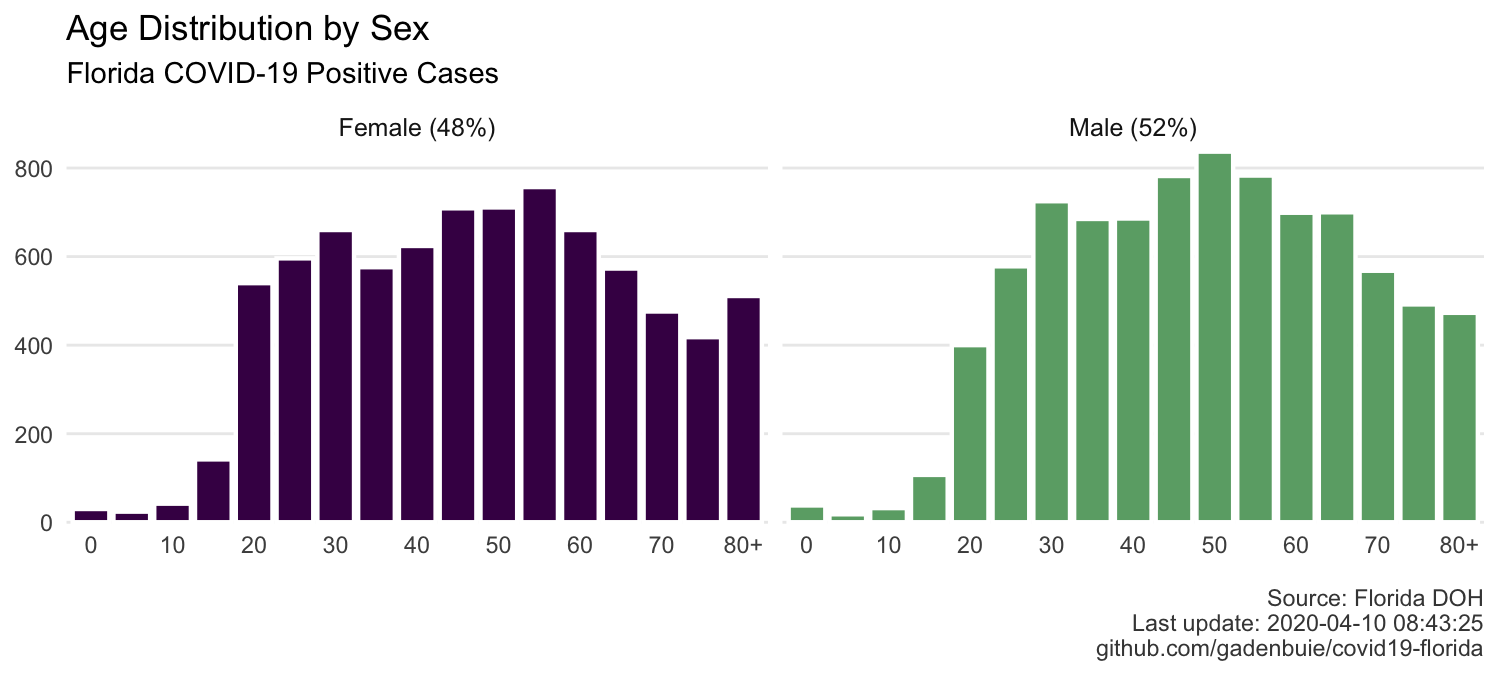 Age Distribution by Sex
Florida COVID-19 Positive Cases
Female (48%)
Male (52%)
800
600
400
200
0
0 10 20 30 40 50 60 70 80+
0 10 20 30 40 50 60 70 80+
Source: Florida DOH
Last update: 2020-04-10 08:43:25
github.com/gadenbuie/covid19-florida